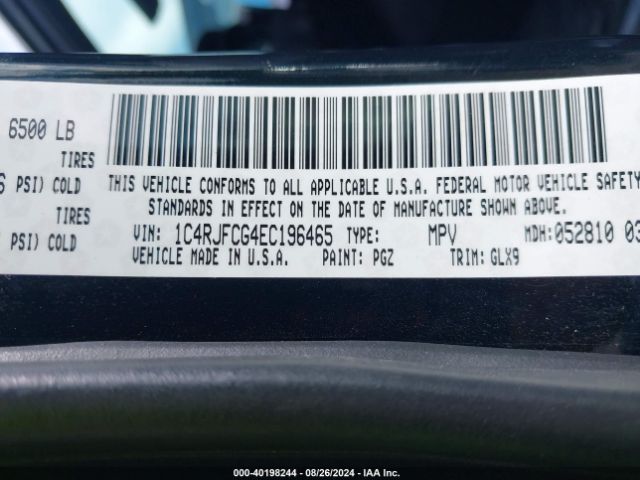 6500 LB
TIRES
PSI) COLD
THIS VEHICLE CONFORMS TO ALL APPLICABLE U.S.A. FEDERAL MOTOR VEHICLE SAFETY
TIRES
STANDARDS IN EFFECT ON THE DATE OF MANUFACTURE SHOWN ABOVE.
PSI) COLD
VIN: 1C4RJFCG4EC196465 TYPE: MPV MDH: 052810 03
VEHICLE MADE IN U.S.A. PAINT: PGZ TRIM: GLX9
000-40198244 | 08/26/2024 - IAA Inc.